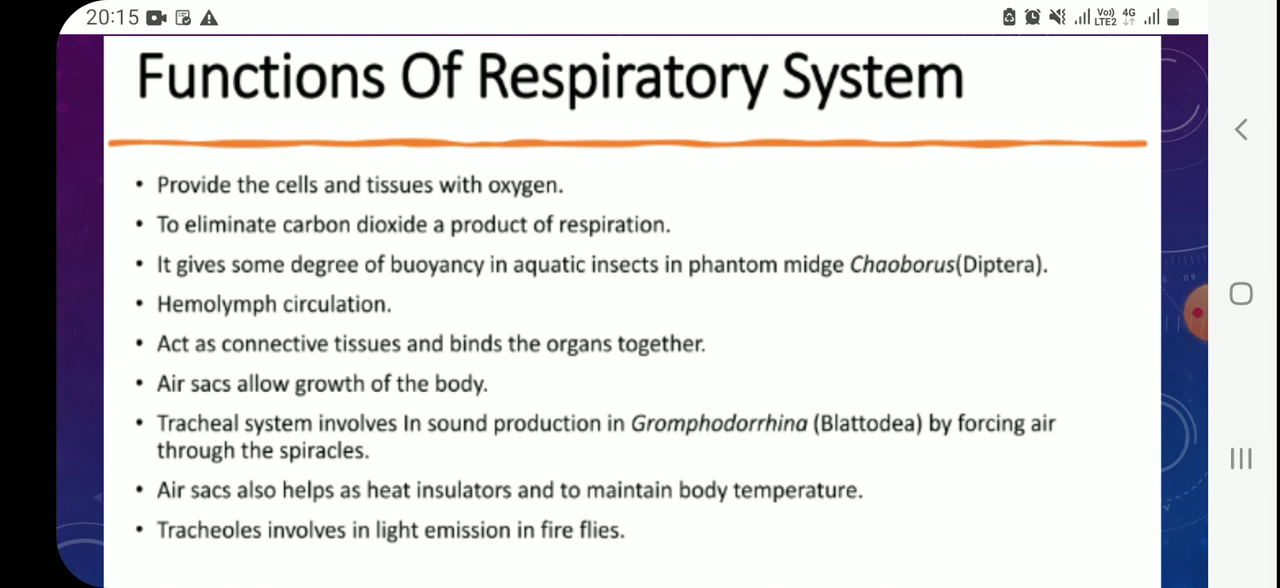 20:15
Vo)) 4G
LTE2
Functions Of Respiratory System
• Provide the cells and tissues with oxygen.
• To eliminate carbon dioxide a product of respiration.
• It gives some degree of buoyancy in aquatic insects in phantom midge Chaoborus(Diptera).
• Hemolymph circulation.
• Act as connective tissues and binds the organs together.
• Air sacs allow growth of the body.
• Tracheal system involves In sound production in Gromphodorrhina (Blattodea) by forcing air
through the spiracles.
• Air sacs also helps as heat insulators and to maintain body temperature.
• Tracheoles involves in light emission in fire flies.